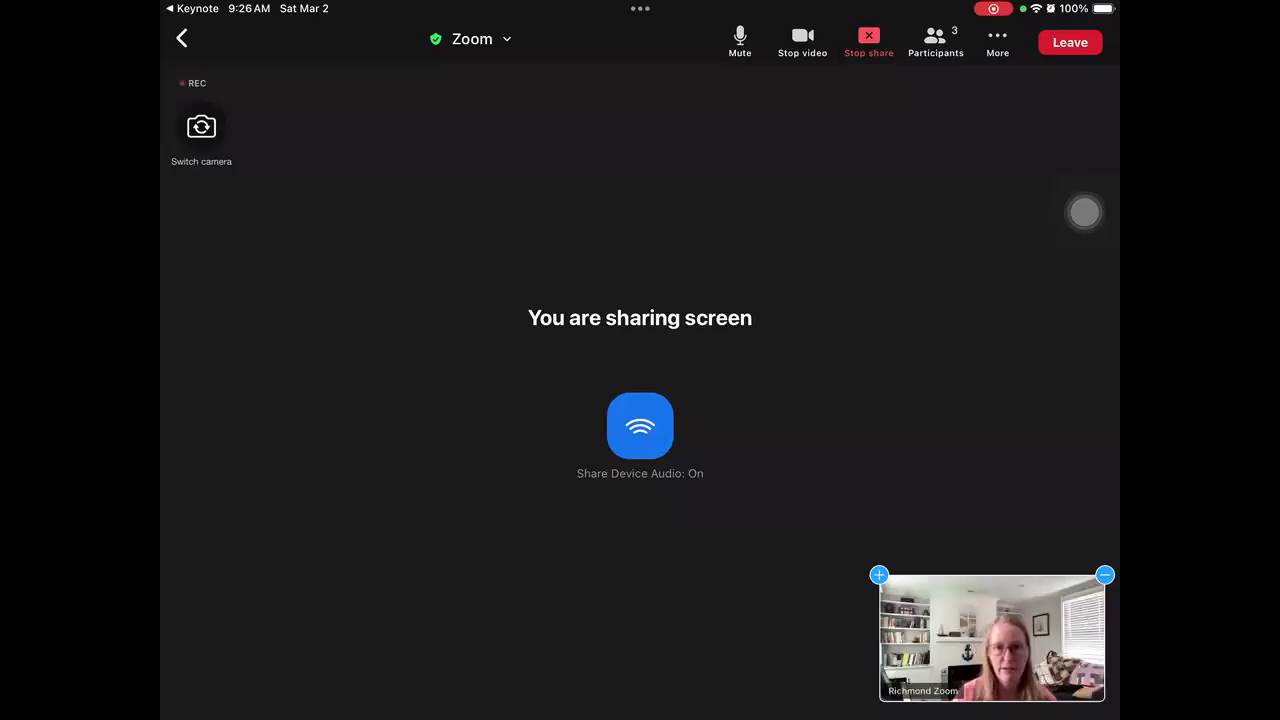 Keynote 9:26 AM Sat Mar 2 100%
Zoom
Mute Stop video Stop share Participants 3 More Leave
REC
Switch camera
You are sharing screen
Share Device Audio: On
Richmond Zoom